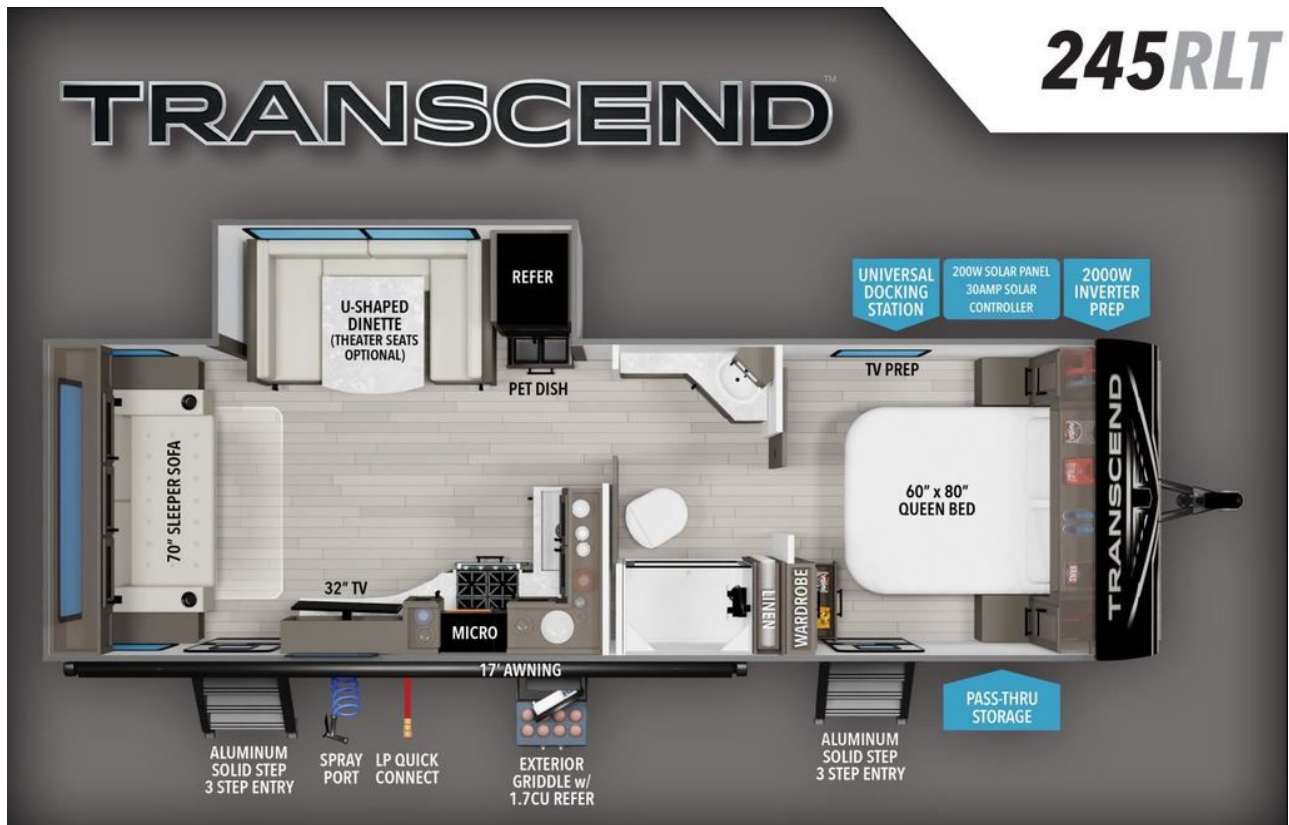 245RLT
TRANSCEND™
REFER
U-SHAPED
DINETTE
(THEATER SEATS
OPTIONAL)
PET DISH
UNIVERSAL
DOCKING
STATION
200W SOLAR PANEL
30AMP SOLAR
CONTROLLER
2000W
INVERTER
PREP
TV PREP
70" SLEEPER SOFA
60" x 80"
QUEEN BED
TRANSCEND
32" TV
MICRO
LINEN
WARDROBE
17' AWNING
PASS-THRU
STORAGE
ALUMINUM
SOLID STEP
3 STEP ENTRY
SPRAY
PORT
LP QUICK
CONNECT
EXTERIOR
GRIDDLE w/
1.7CU REFER
ALUMINUM
SOLID STEP
3 STEP ENTRY